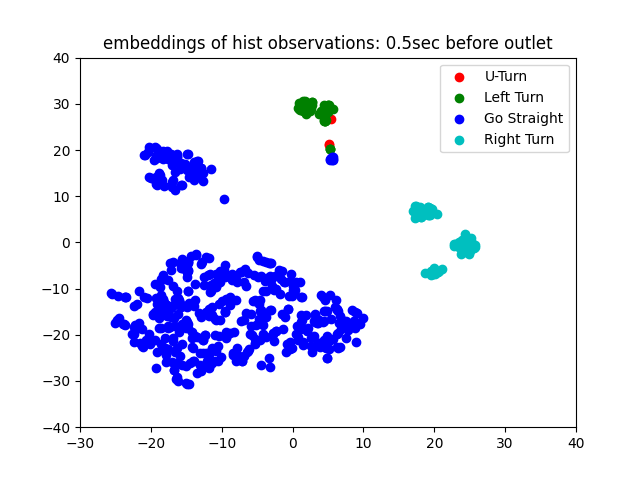 embeddings of hist observations: 0.5sec before outlet
U-Turn
Left Turn
Go Straight
Right Turn
40
30
20
10
0
−10
−20
−30
−40
−30 −20 −10 0 10 20 30 40